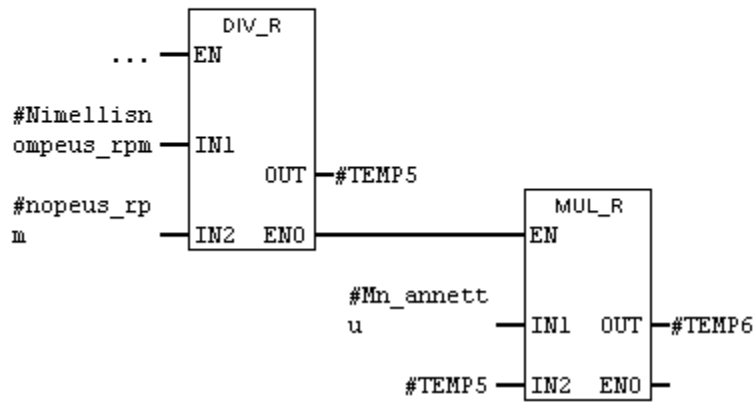 DIV_R
... EN
#Nimellisn
ompeus_rpm IN1
OUT #TEMP5
#nopeus_rp
m IN2 ENO
MUL_R
EN
#Mn_annett
u IN1 OUT #TEMP6
#TEMP5 IN2 ENO